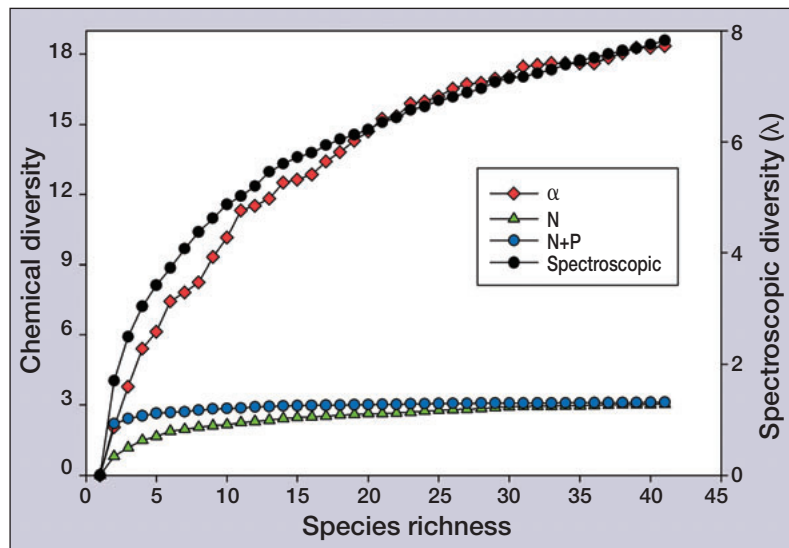 Chemical diversity
18
15
12
9
6
3
0
α
N
N+P
Spectroscopic
8
6
4
2
0
Spectroscopic diversity (λ)
0 5 10 15 20 25 30 35 40 45
Species richness